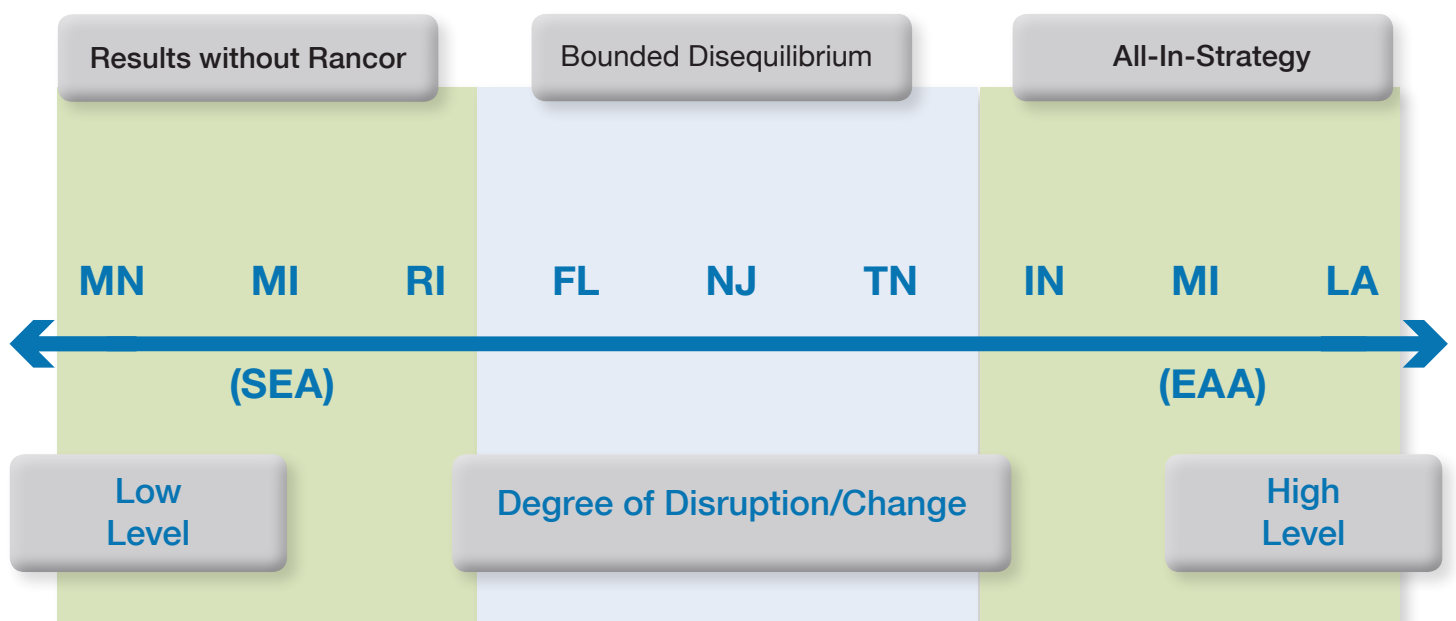 Results without Rancor
Bounded Disequilibrium
All-In-Strategy
MN MI RI FL NJ TN IN MI LA
(SEA) (EAA)
Low
Level
Degree of Disruption/Change
High
Level